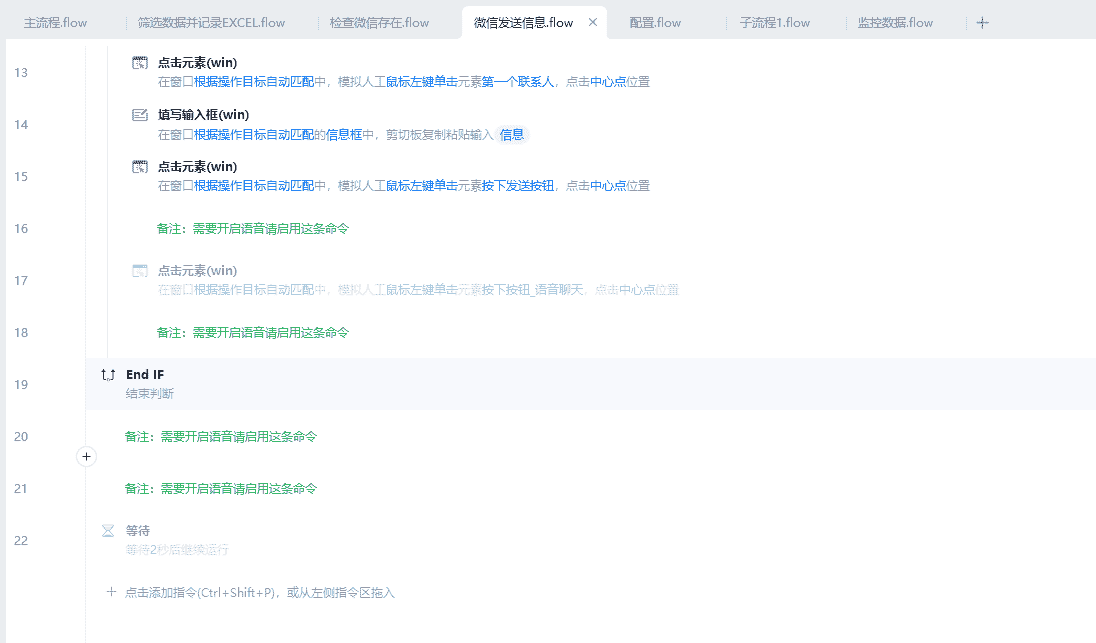 主流程.flow 筛选数据并记录EXCEL.flow 检查微信存在.flow 微信发送信息.flow × 配置.flow 子流程1.flow 监控数据.flow +
13 点击元素(win)
在窗口根据操作目标自动匹配中，模拟人工鼠标左键单击元素第一个联系人，点击中心点位置
14 填写输入框(win)
在窗口根据操作目标自动匹配的信息框中，剪切板复制粘贴输入 信息
15 点击元素(win)
在窗口根据操作目标自动匹配中，模拟人工鼠标左键单击元素按下发送按钮，点击中心点位置
16 备注：需要开启语音请启用这条命令
17 点击元素(win)
在窗口根据操作目标自动匹配中，模拟人工鼠标左键单击元素按下按钮_语音聊天，点击中心点位置
18 备注：需要开启语音请启用这条命令
19 End IF
结束判断
20 备注：需要开启语音请启用这条命令
21 备注：需要开启语音请启用这条命令
22 等待
等待2秒后继续运行
+ 点击添加指令(Ctrl+Shift+P)，或从左侧指令区拖入